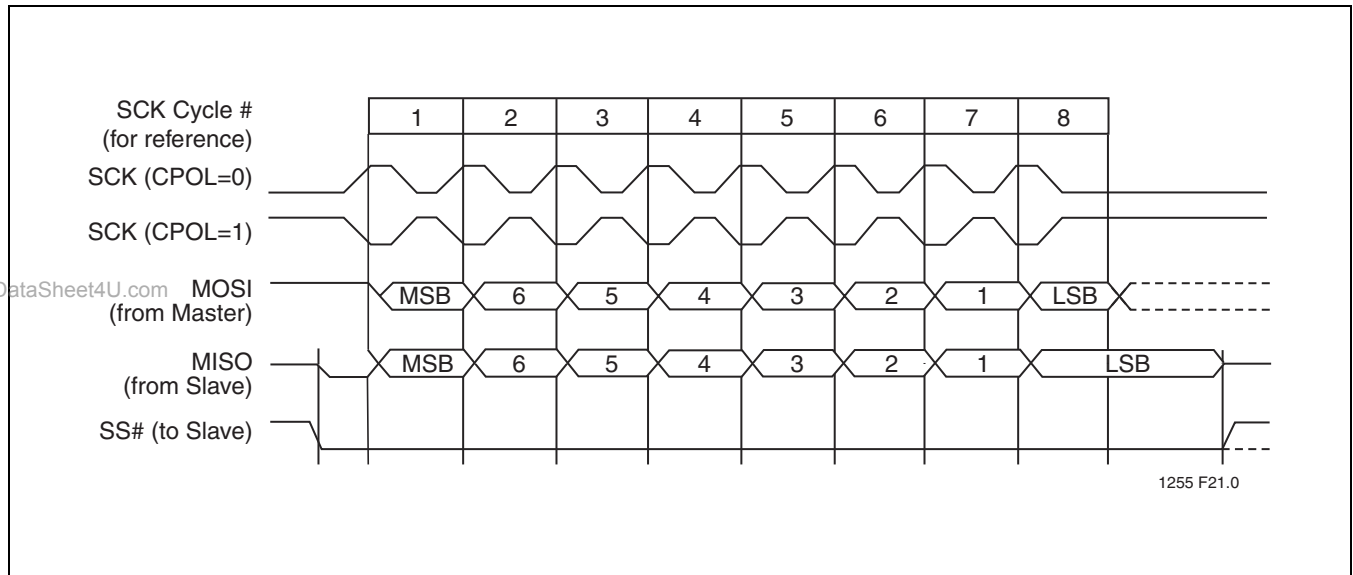 SCK Cycle #
(for reference)
1 2 3 4 5 6 7 8
SCK (CPOL=0)
SCK (CPOL=1)
DataSheet4U.com
MOSI
(from Master)
MSB 6 5 4 3 2 1 LSB
MISO
(from Slave)
MSB 6 5 4 3 2 1 LSB
SS# (to Slave)
1255 F21.0